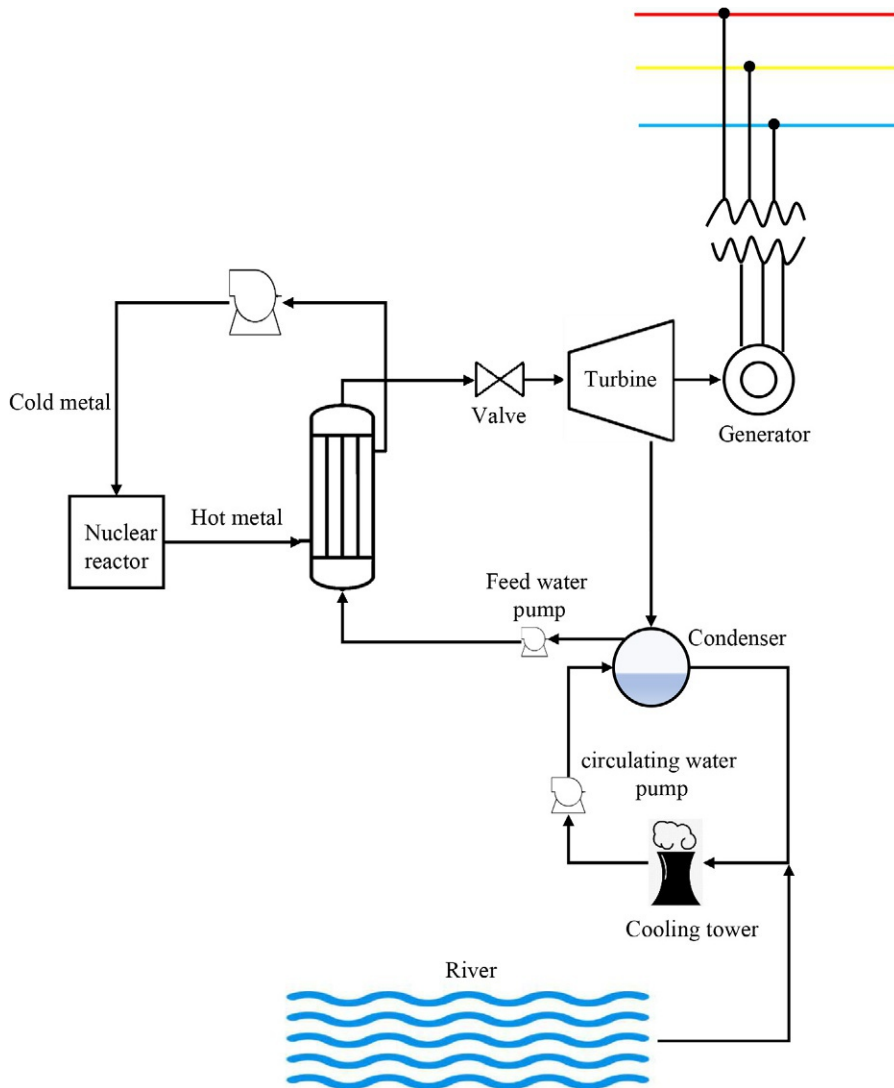 Cold metal
Nuclear
reactor
Hot metal
Valve
Turbine
Generator
Feed water
pump
Condenser
circulating water
pump
Cooling tower
River